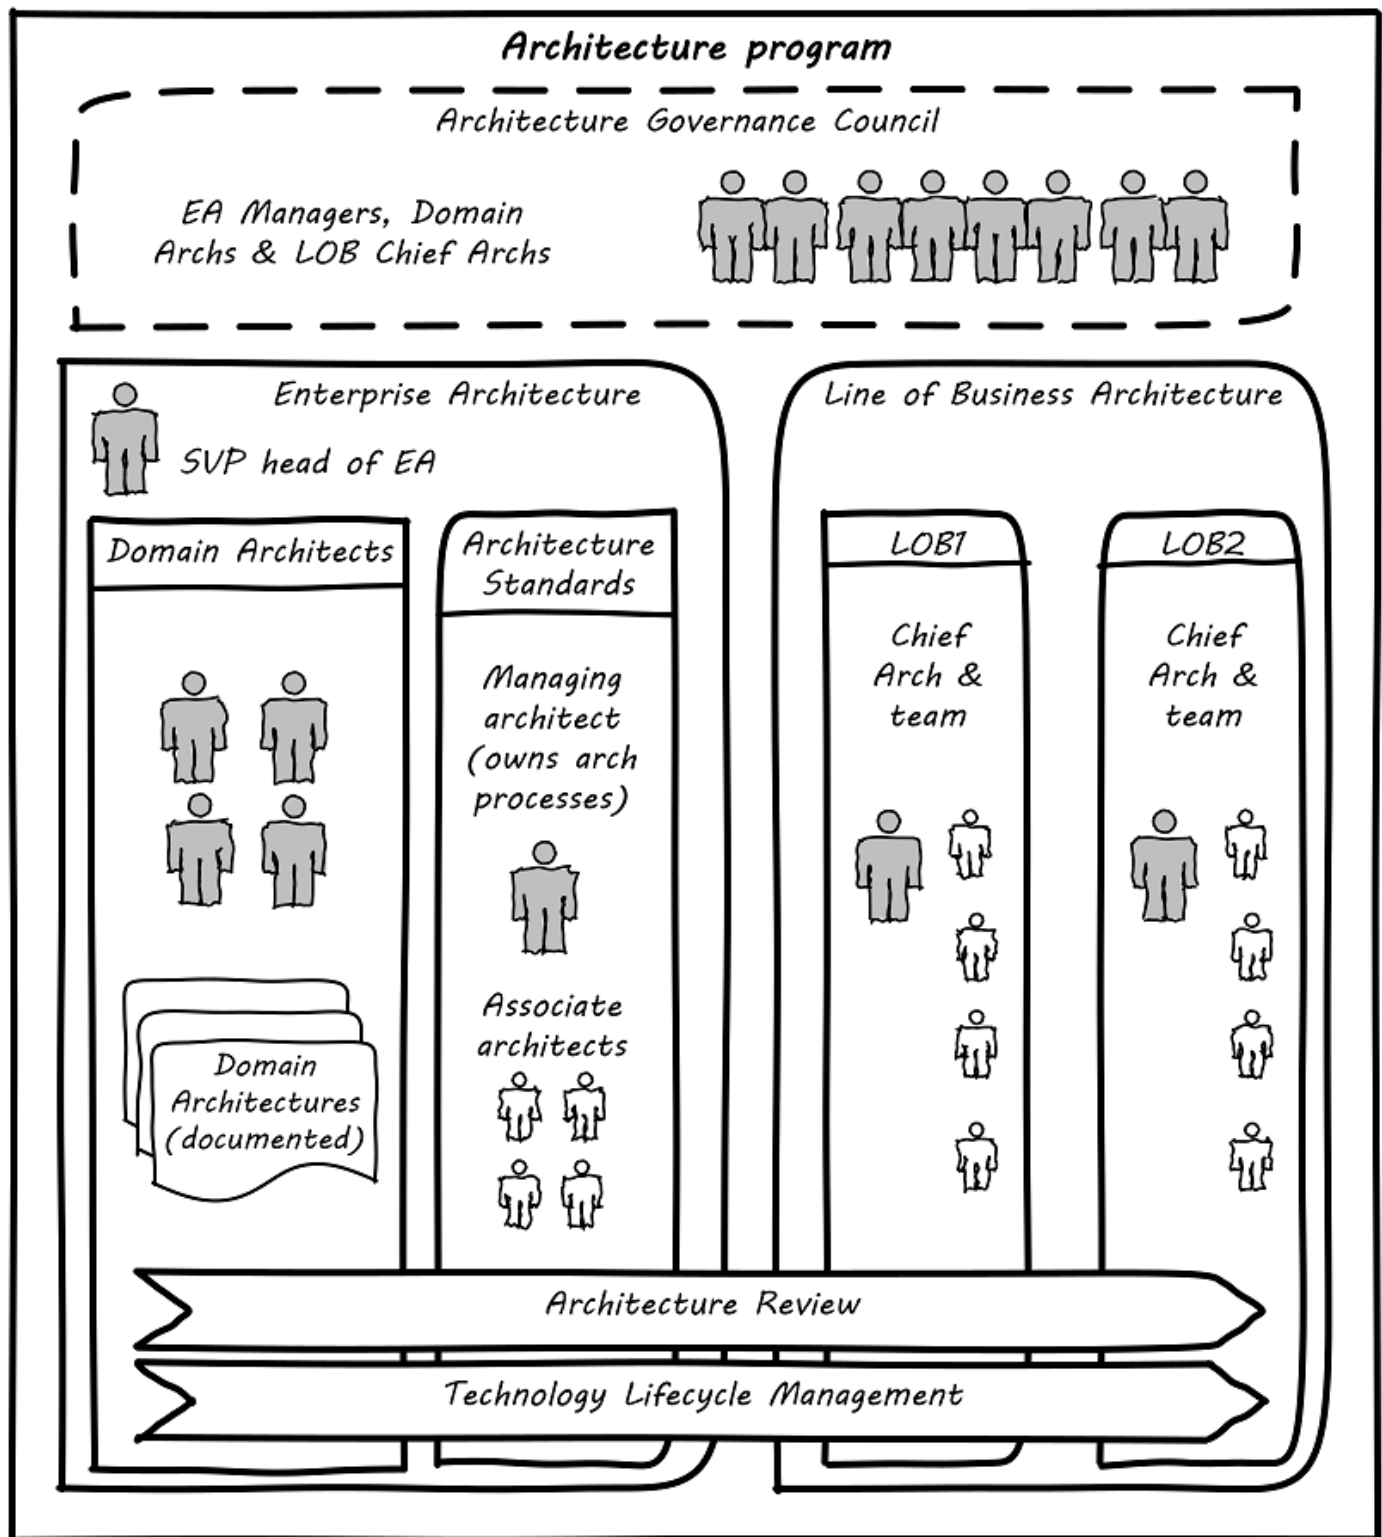 Architecture program
Architecture Governance Council
EA Managers, Domain
Archs & LOB Chief Archs
Enterprise Architecture
SVP head of EA
Domain Architects
Domain
Architectures
(documented)
Architecture
Standards
Managing
architect
(owns arch
processes)
Associate
architects
Line of Business Architecture
LOB1
Chief
Arch &
team
LOB2
Chief
Arch &
team
Architecture Review
Technology Lifecycle Management